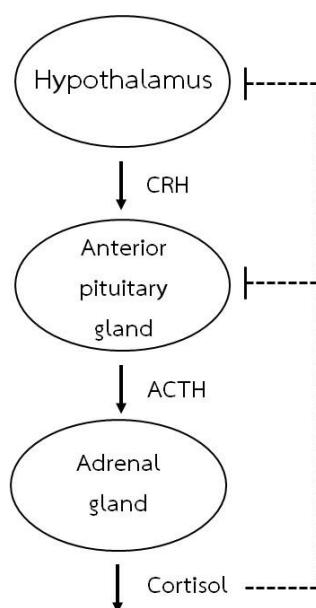 Hypothalamus
CRH
Anterior
pituitary
gland
ACTH
Adrenal
gland
Cortisol